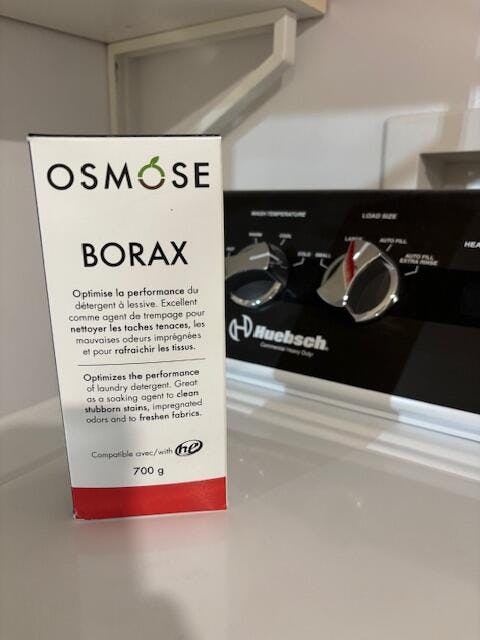 OSMOSE
BORAX
Optimise la performance du
détergent à lessive. Excellent
comme agent de trempage pour
nettoyer les taches tenaces, les
mauvaises odeurs imprégnées
et pour rafraichir les tissus.
Optimizes the performance
of laundry detergent. Great
as a soaking agent to clean
stubborn stains, impregnated
odors and to freshen fabrics.
Compatible avec/with he
700 g
WASH TEMPERATURE
WARM
COOL
COLD
LOAD SIZE
SMALL
LARGE
AUTO FILL
AUTO FILL
EXTRA RINSE
Huebsch
Commercial Heavy Duty